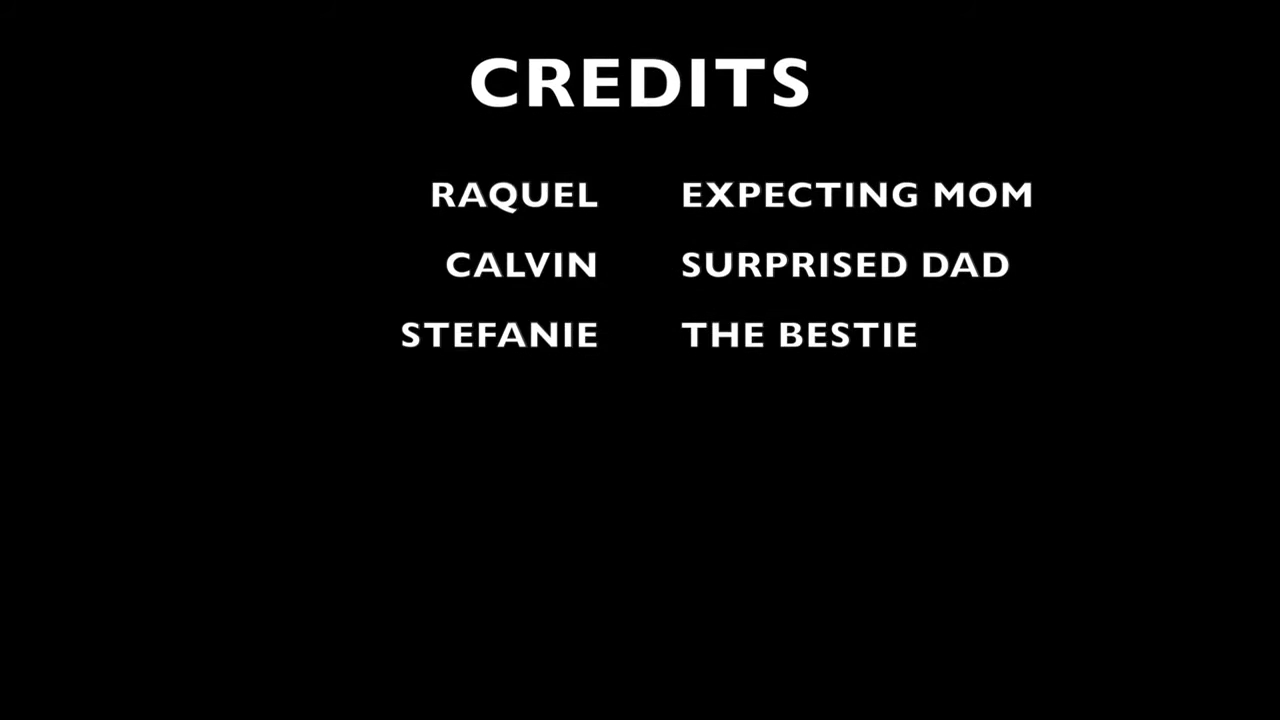 CREDITS
RAQUEL EXPECTING MOM
CALVIN SURPRISED DAD
STEFANIE THE BESTIE